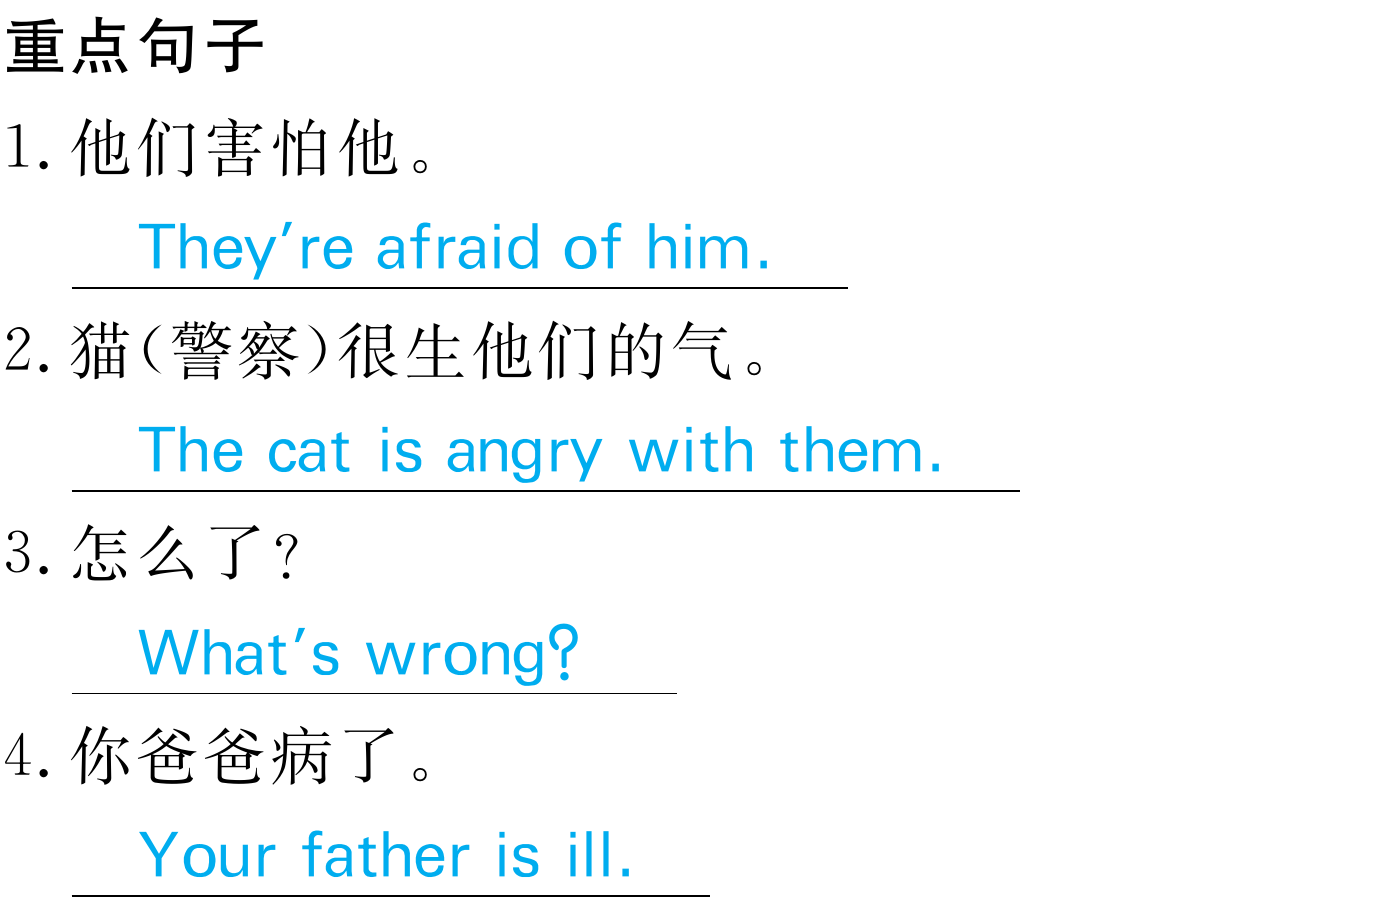 重点句子
1. 他们害怕他。
They're afraid of him.
2. 猫(警察)很生他们的气。
The cat is angry with them.
3. 怎么了?
What's wrong?
4. 你爸爸病了。
Your father is ill.